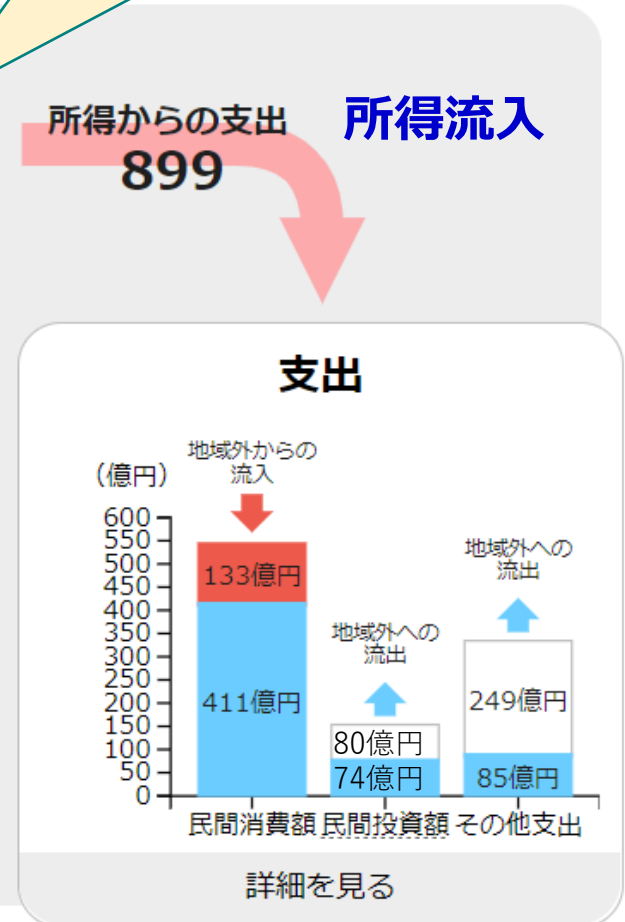 所得からの支出
899
所得流入
支出
(億円)
地域外からの
流入
地域外への
流出
地域外への
流出
600
550
500
450
400
350
300
250
200
150
100
50
0
133億円
411億円
80億円
74億円
249億円
85億円
民間消費額 民間投資額 その他支出
詳細を見る